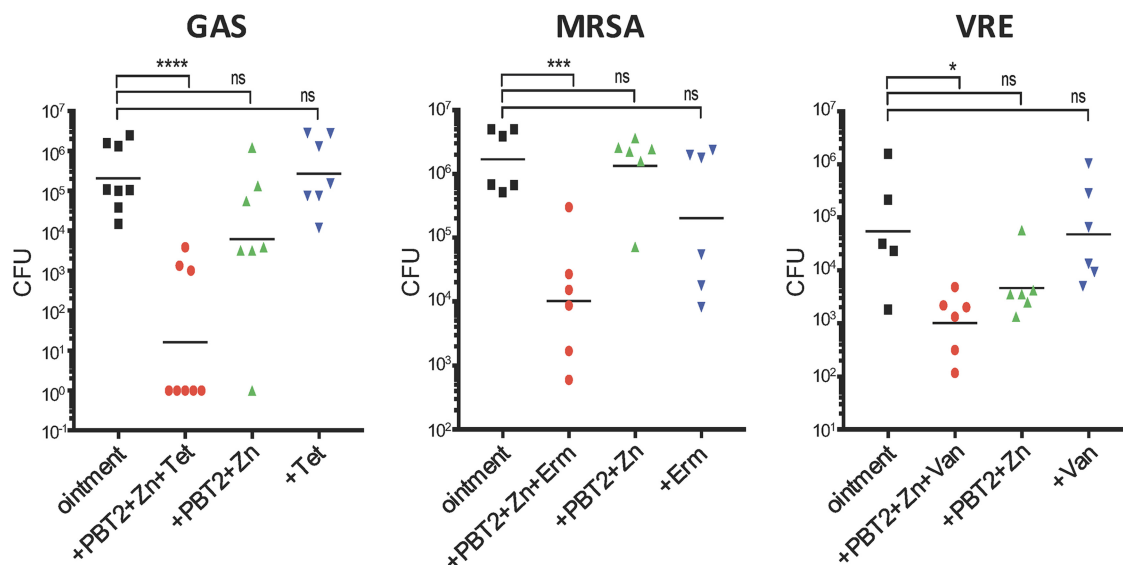 GAS
****
ns
ns
CFU
10^7
10^6
10^5
10^4
10^3
10^2
10^1
10^0
10^-1
ointment
+PBT2+Zn+Tet
+PBT2+Zn
+Tet
MRSA
***
ns
ns
CFU
10^7
10^6
10^5
10^4
10^3
10^2
ointment
+PBT2+Zn+Erm
+PBT2+Zn
+Erm
VRE
*
ns
ns
CFU
10^7
10^6
10^5
10^4
10^3
10^2
10^1
ointment
+PBT2+Zn+Van
+PBT2+Zn
+Van